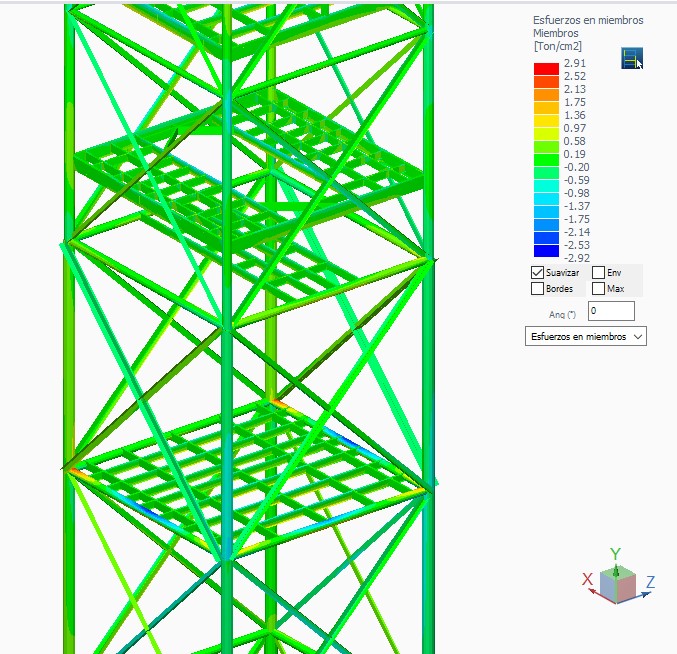 Esfuerzos en miembros
Miembros
[Ton/cm2]
2.91
2.52
2.13
1.75
1.36
0.97
0.58
0.19
-0.20
-0.59
-0.98
-1.37
-1.75
-2.14
-2.53
-2.92
Suavizar Env
Bordes Max
Ang (°) 0
Esfuerzos en miembros
Y
X Z